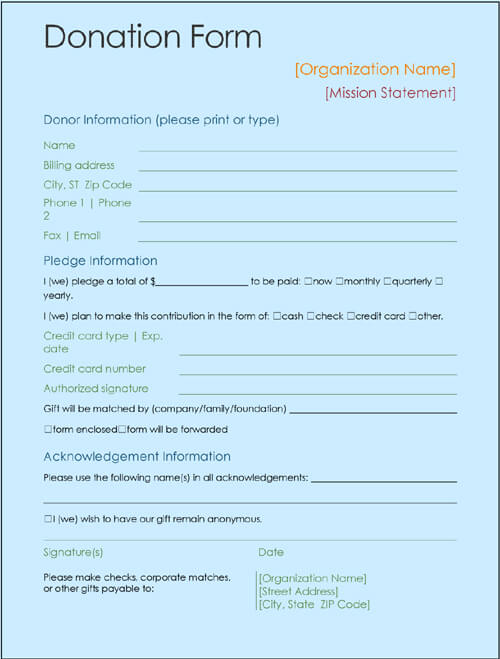 Donation Form
[Organization Name]
[Mission Statement]
Donor Information (please print or type)
Name
Billing address
City, ST  Zip Code
Phone 1 | Phone
2
Fax | Email
Pledge Information
I (we) pledge a total of $____________________ to be paid: ☐now ☐monthly ☐quarterly ☐
yearly.
I (we) plan to make this contribution in the form of: ☐cash ☐check ☐credit card ☐other.
Credit card type | Exp.
date
Credit card number
Authorized signature
Gift will be matched by (company/family/foundation) ____________________
☐form enclosed☐form will be forwarded
Acknowledgement Information
Please use the following name(s) in all acknowledgements: ____________________
☐I (we) wish to have our gift remain anonymous.
Signature(s) Date
Please make checks, corporate matches,
or other gifts payable to:
[Organization Name]
[Street Address]
[City, State  ZIP Code]